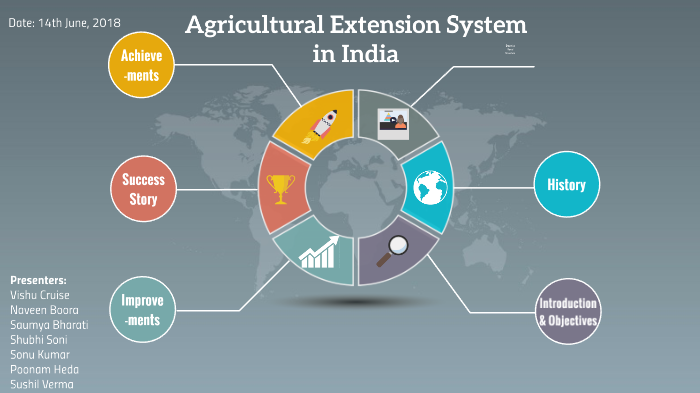 Date: 14th June, 2018
Agricultural Extension System
in India
Achieve
-ments
Success
Story
History
Improve
-ments
Introduction
& Objectives
Presenters:
Vishu Cruise
Naveen Boora
Saumya Bharati
Shubhi Soni
Sonu Kumar
Poonam Heda
Sushil Verma